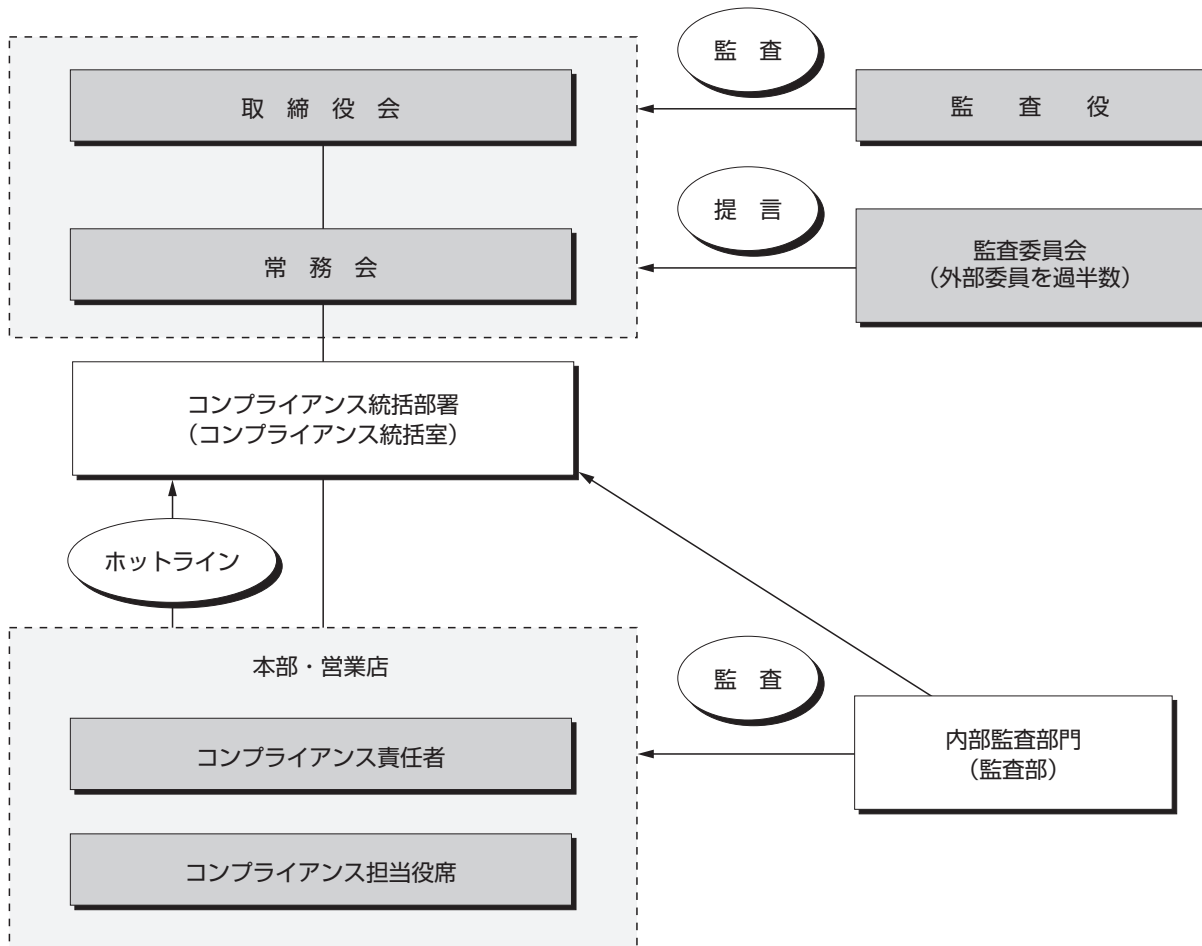 監　査
取　締　役　会
監　　査　　役
提　言
常　務　会
監査委員会
（外部委員を過半数）
コンプライアンス統括部署
（コンプライアンス統括室）
ホットライン
本部・営業店
監　査
コンプライアンス責任者
内部監査部門
（監査部）
コンプライアンス担当役席